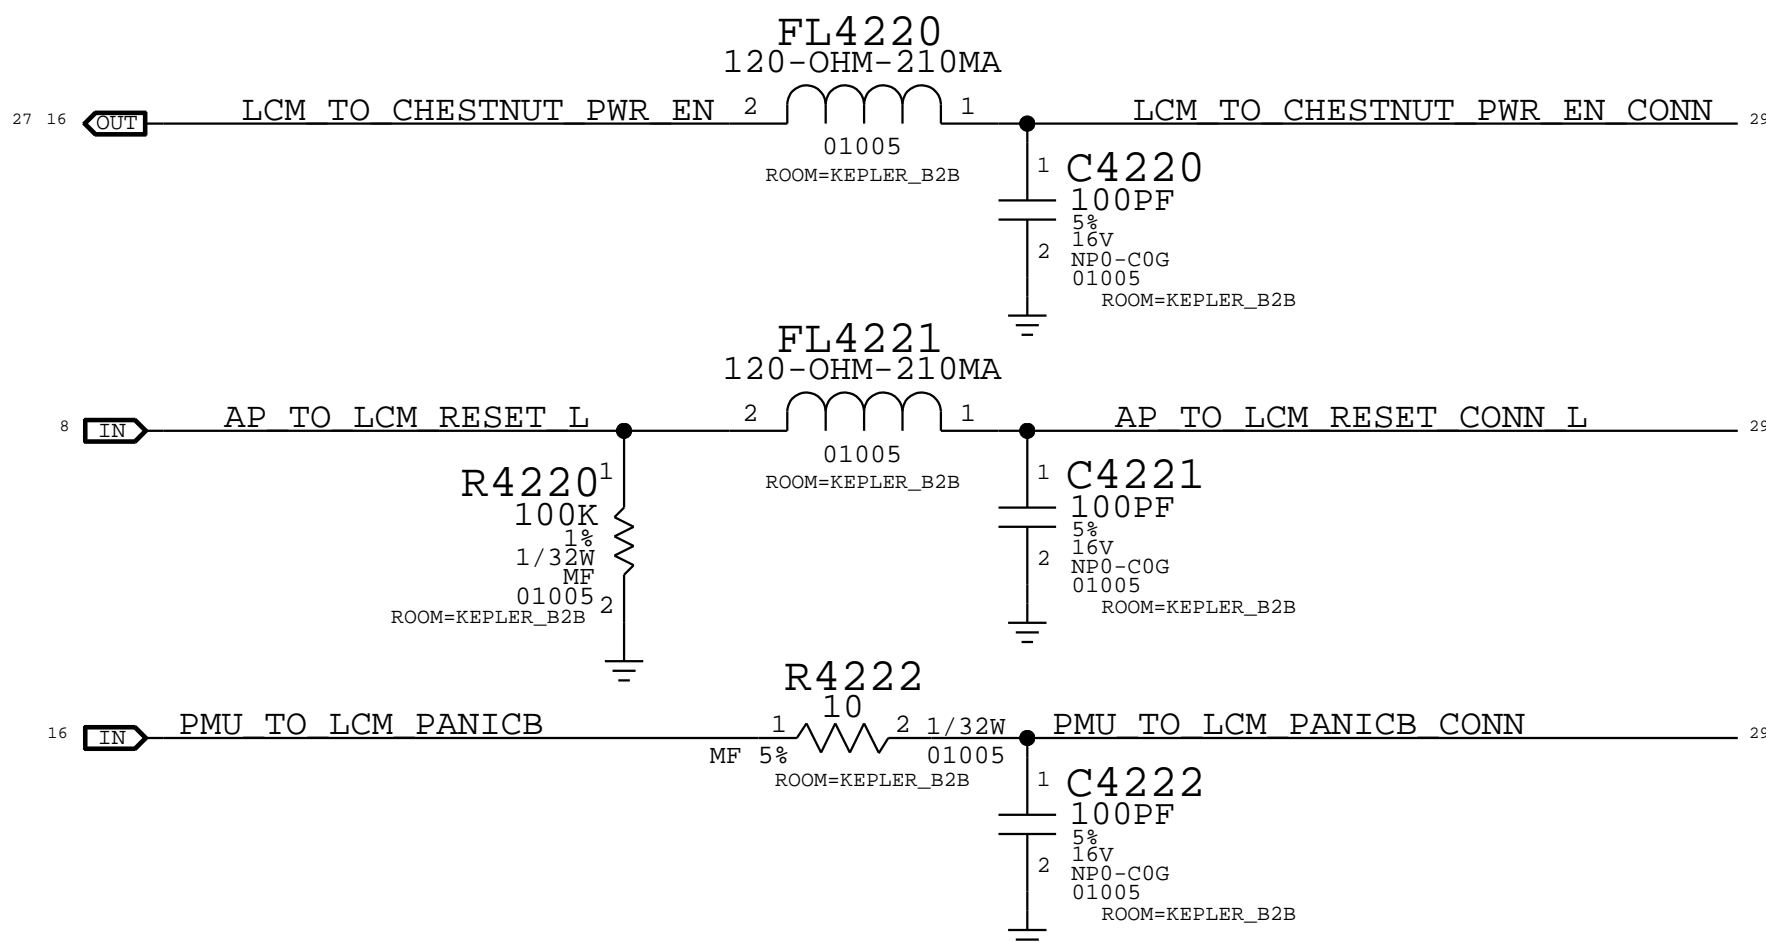 FL4220
120-OHM-210MA
27 16 OUT LCM_TO_CHESTNUT_PWR_EN 2 1 LCM_TO_CHESTNUT_PWR_EN_CONN 29
01005
ROOM=KEPLER_B2B
1 C4220
100PF
5%
16V
2 NP0-C0G
01005
ROOM=KEPLER_B2B
FL4221
120-OHM-210MA
8 IN AP_TO_LCM_RESET_L 2 1 AP_TO_LCM_RESET_CONN_L 29
01005
ROOM=KEPLER_B2B
R4220 1
100K
1%
1/32W
MF
01005 2
ROOM=KEPLER_B2B
1 C4221
100PF
5%
16V
2 NP0-C0G
01005
ROOM=KEPLER_B2B
R4222
10
16 IN PMU_TO_LCM_PANICB 1 2 1/32W PMU_TO_LCM_PANICB_CONN 29
MF 5% 01005
ROOM=KEPLER_B2B
1 C4222
100PF
5%
16V
2 NP0-C0G
01005
ROOM=KEPLER_B2B